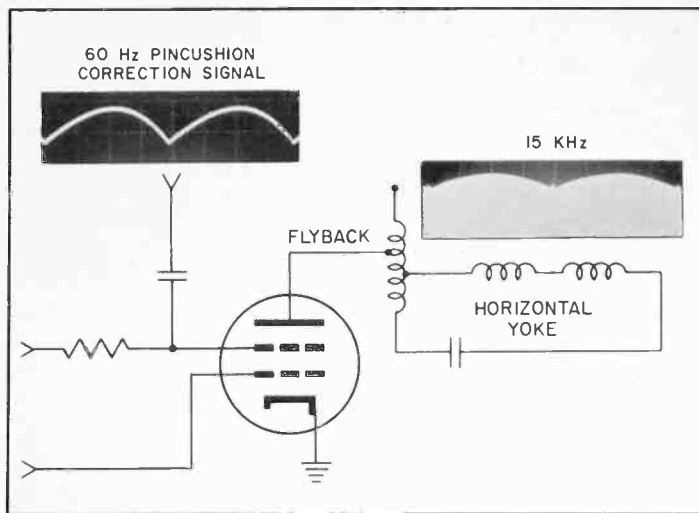 60 Hz PINCUSHION
CORRECTION SIGNAL
15 KHz
FLYBACK
HORIZONTAL
YOKE